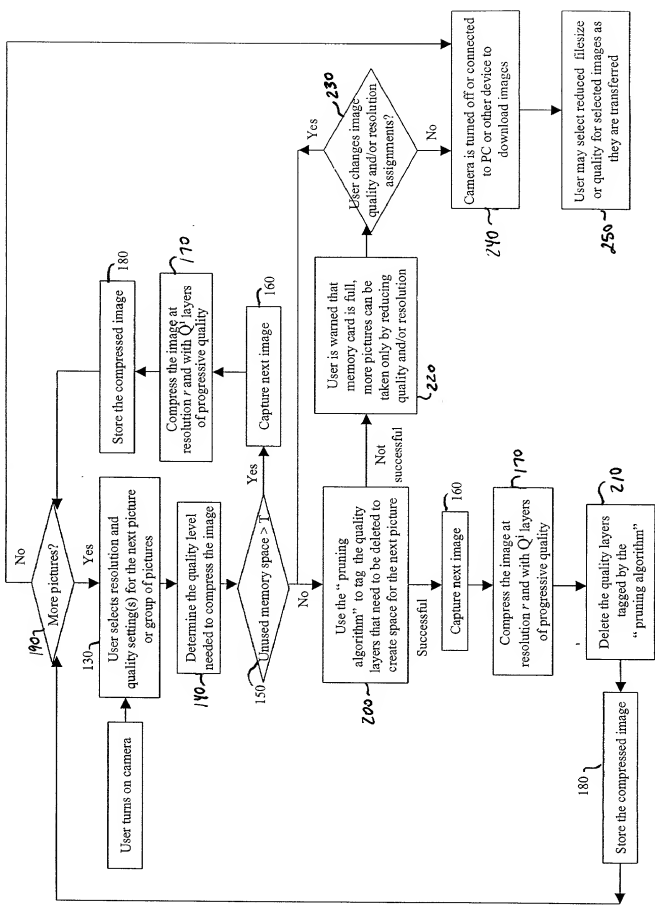 User turns on camera
130
User selects resolution and
quality setting(s) for the next picture
or group of pictures
190
More pictures?
No
Yes
140
Determine the quality level
needed to compress the image
150
Unused memory space > T
Yes
No
160
Capture next image
170
Compress the image at
resolution r and with Q^l layers
of progressive quality
180
Store the compressed image
200
Use the “ pruning
algorithm” to tag the quality
layers that need to be deleted to
create space for the next picture
Successful
Not
successful
160
Capture next image
170
Compress the image at
resolution r and with Q^l layers
of progressive quality
210
Delete the quality layers
tagged by the
“ pruning algorithm”
180
Store the compressed image
220
User is warned that
memory card is full,
more pictures can be
taken only by reducing
quality and/or resolution
230
User changes image
quality and/or resolution
assignments?
Yes
No
240
Camera is turned off or connected
to PC or other device to
download images
250
User may select reduced filesize
or quality for selected images as
they are transferred